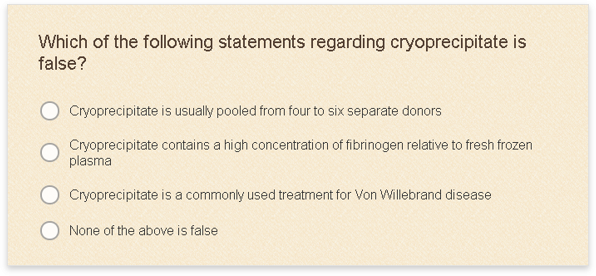 Which of the following statements regarding cryoprecipitate is
false?
Cryoprecipitate is usually pooled from four to six separate donors
Cryoprecipitate contains a high concentration of fibrinogen relative to fresh frozen
plasma
Cryoprecipitate is a commonly used treatment for Von Willebrand disease
None of the above is false